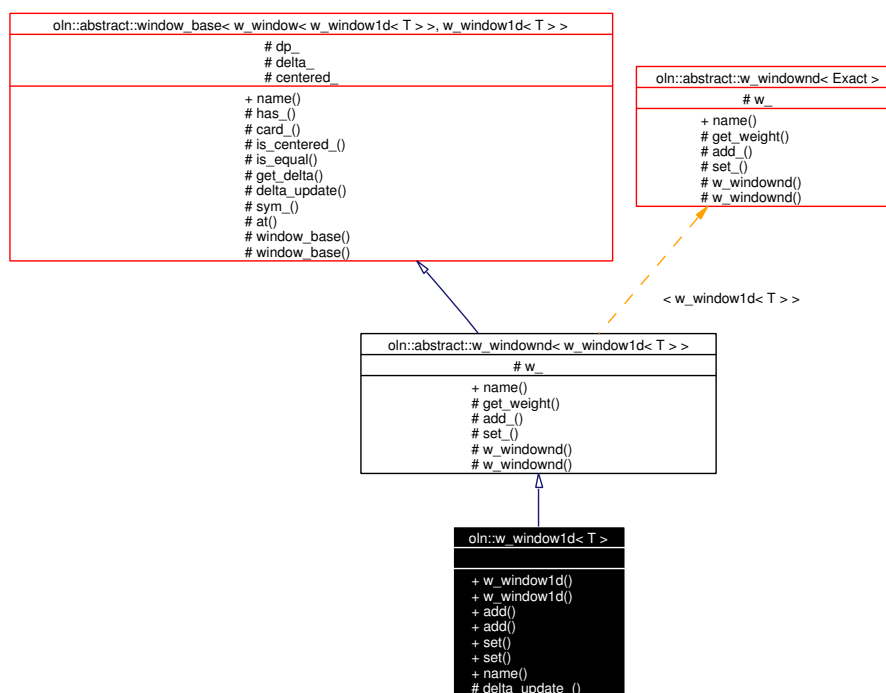 oln::abstract::window_base< w_window< w_window1d< T > >, w_window1d< T > >
# dp_
# delta_
# centered_
+ name()
# has_()
# card_()
# is_centered_()
# is_equal()
# get_delta()
# delta_update()
# sym_()
# at()
# window_base()
# window_base()
oln::abstract::w_windownd< Exact >
# w_
+ name()
# get_weight()
# add_()
# set_()
# w_windownd()
# w_windownd()
< w_window1d< T > >
oln::abstract::w_windownd< w_window1d< T > >
# w_
+ name()
# get_weight()
# add_()
# set_()
# w_windownd()
# w_windownd()
oln::w_window1d< T >
+ w_window1d()
+ w_window1d()
+ add()
+ add()
+ set()
+ set()
+ name()
# delta_update_()